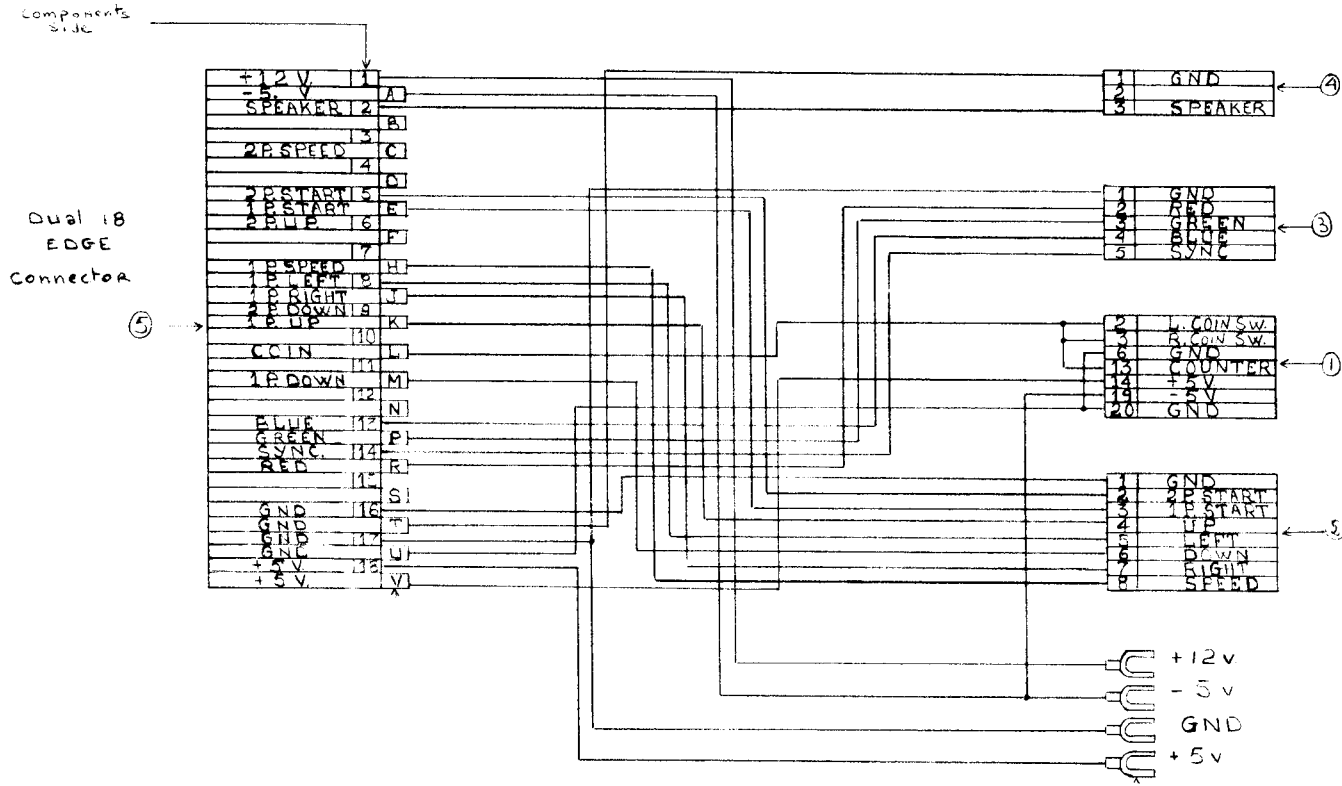 Components
side
+12 V. 1
-5. V A
SPEAKER 2
B
3
2P. SPEED C
4
D
2P. START 5
1P. START E
2P. UP 6
F
7
1P. SPEED H
1P. LEFT 8
1P. RIGHT J
2P. DOWN 9
1P. UP K
10
COIN L
11
1P. DOWN M
12
N
BLUE 13
GREEN P
SYNC. 14
RED R
15
S
GND 16
GND T
GND 17
GND U
+5 V. 18
+5 V. V
Dual 18
EDGE
Connector
5
1 GND
2
3 SPEAKER
4
1 GND
2 RED
3 GREEN
4 BLUE
5 SYNC
3
2 L. COIN SW.
R. COIN SW.
6 GND
13 COUNTER
14 +5V
19 -5V
20 GND
1
1 GND
2 2P. START
3 1P. START
4 UP
5 LEFT
6 DOWN
7 RIGHT
8 SPEED
+12 v
- 5 v
GND
+ 5 v